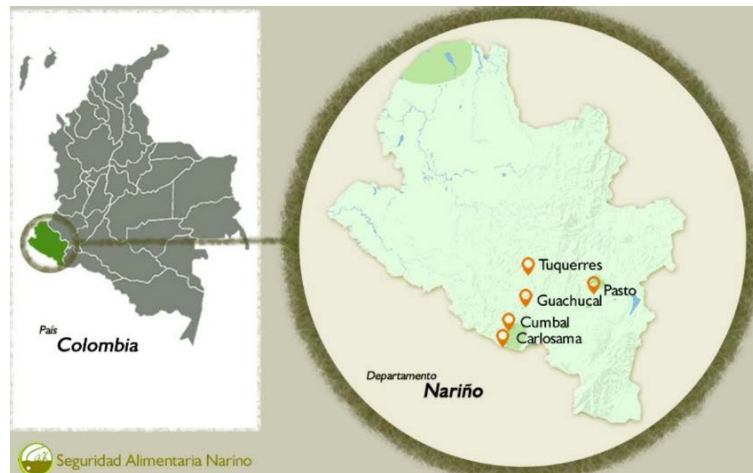 País
Colombia
Tuquerres
Pasto
Guachucal
Cumbal
Carlosama
Departamento
Nariño
Seguridad Alimentaria Narino